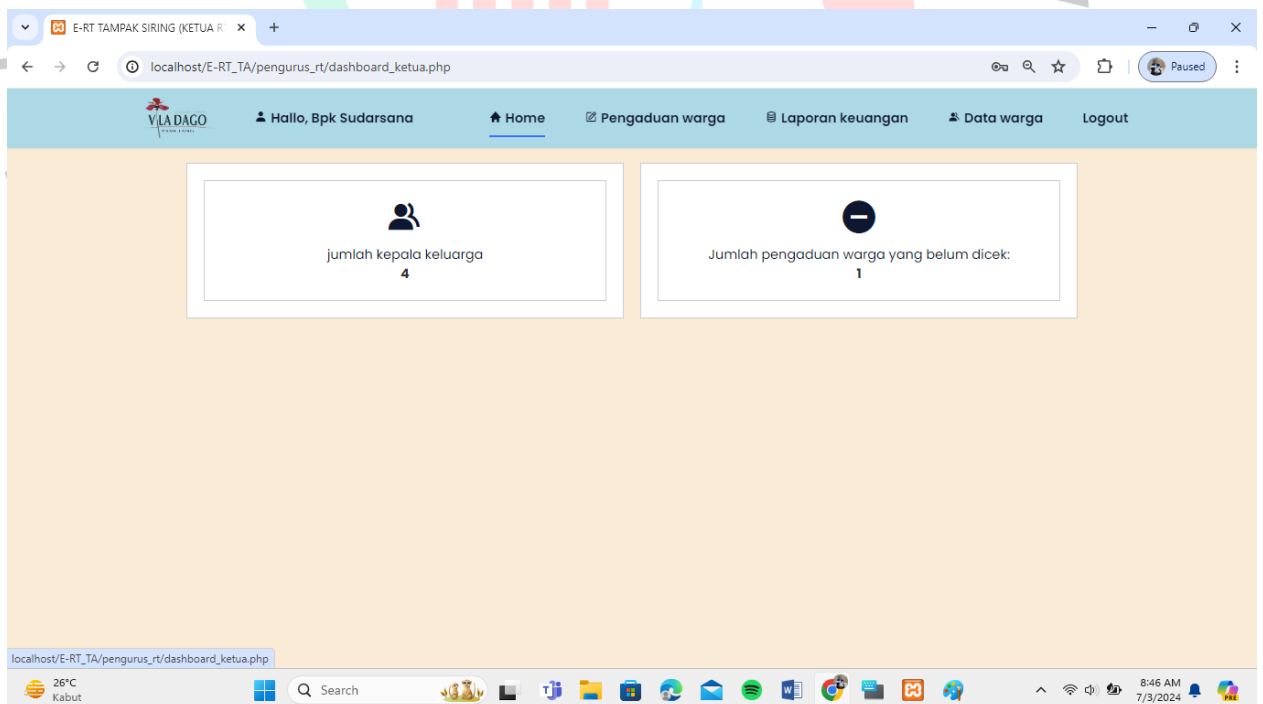 E-RT TAMPAK SIRING (KETUA R
localhost/E-RT_TA/pengurus_rt/dashboard_ketua.php
Paused
VILA DAGO
Hallo, Bpk Sudarsana
Home
Pengaduan warga
Laporan keuangan
Data warga
Logout
jumlah kepala keluarga
4
Jumlah pengaduan warga yang belum dicek:
1
localhost/E-RT_TA/pengurus_rt/dashboard_ketua.php
26°C
Kabut
Search
8:46 AM
7/3/2024
PRE